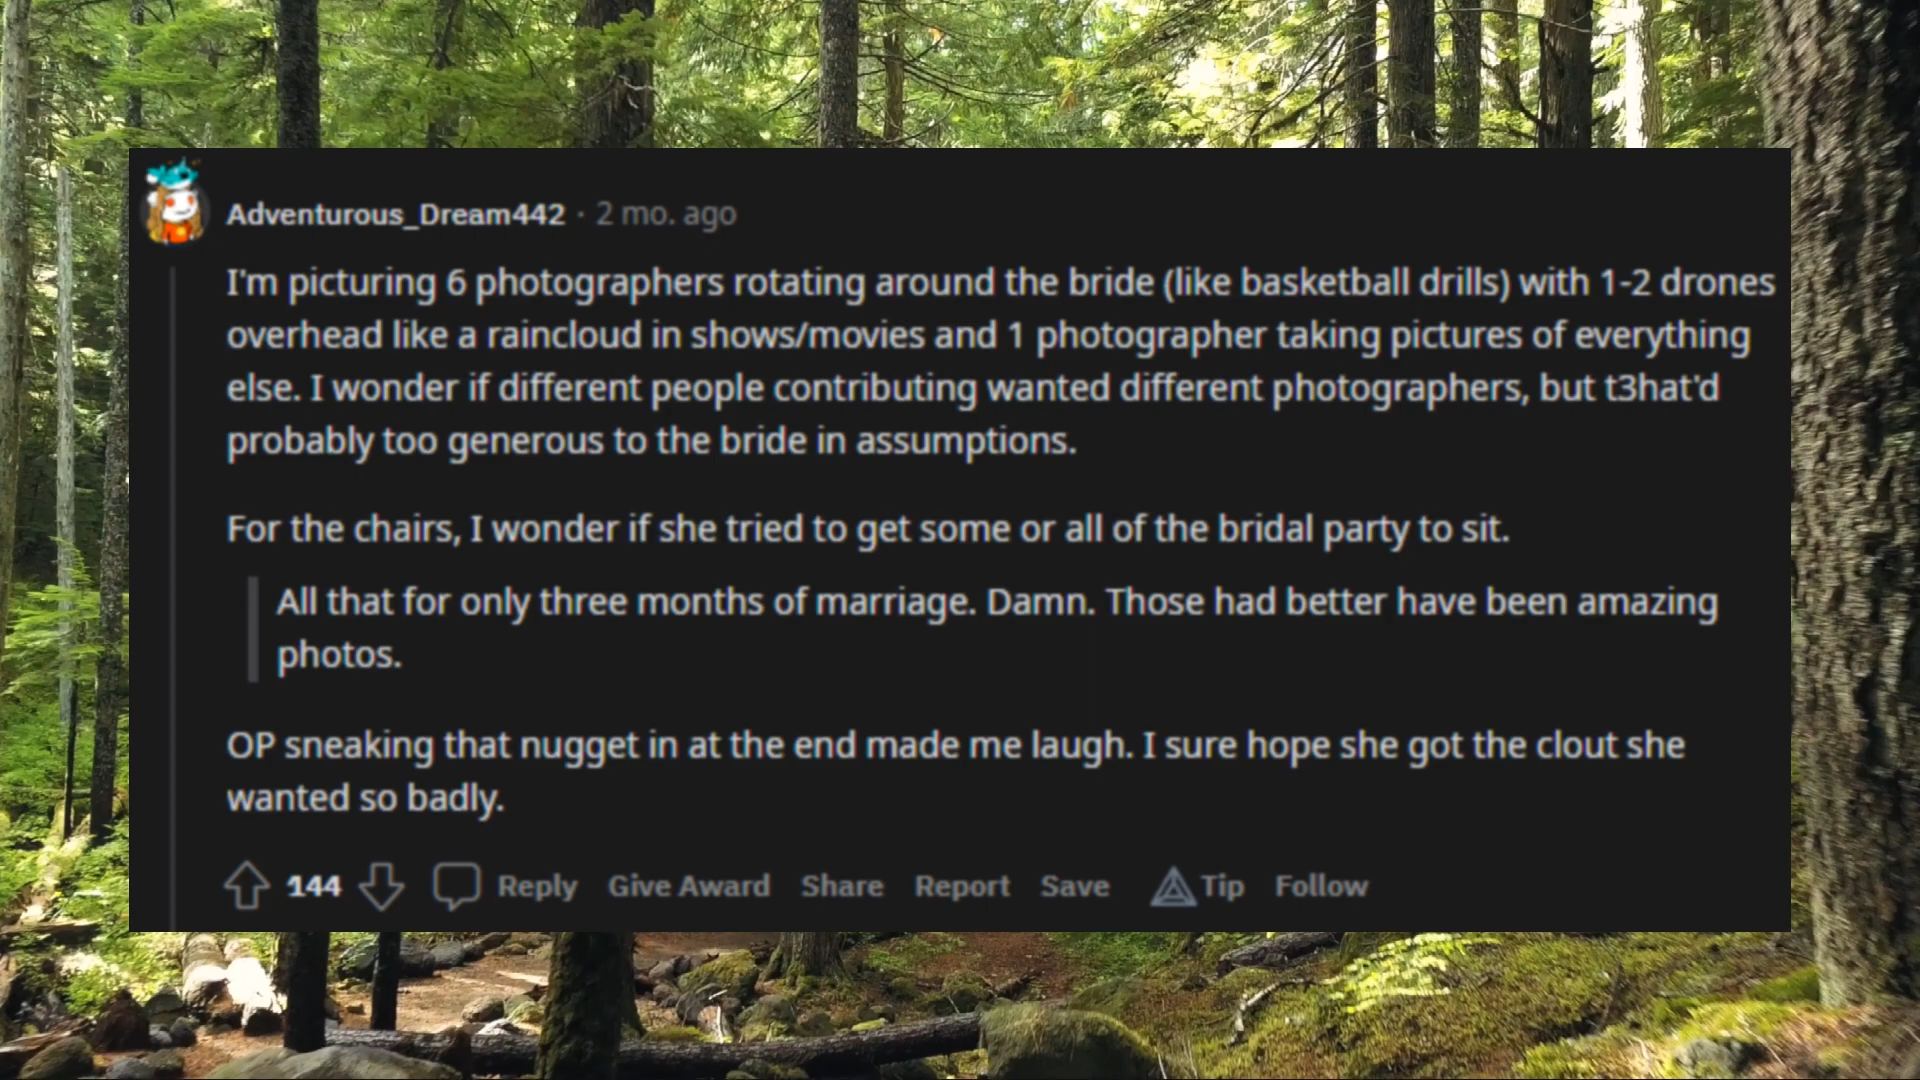 Adventurous_Dream442 · 2 mo. ago
I'm picturing 6 photographers rotating around the bride (like basketball drills) with 1-2 drones
overhead like a raincloud in shows/movies and 1 photographer taking pictures of everything
else. I wonder if different people contributing wanted different photographers, but t3hat'd
probably too generous to the bride in assumptions.
For the chairs, I wonder if she tried to get some or all of the bridal party to sit.
All that for only three months of marriage. Damn. Those had better have been amazing
photos.
OP sneaking that nugget in at the end made me laugh. I sure hope she got the clout she
wanted so badly.
144 Reply Give Award Share Report Save Tip Follow